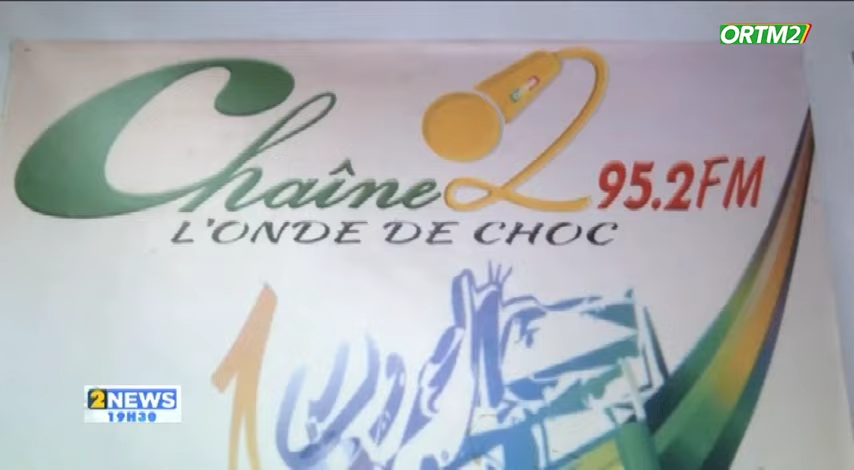 ORTM2
Chaîne 2 95.2FM
L'ONDE DE CHOC
2NEWS
19H30